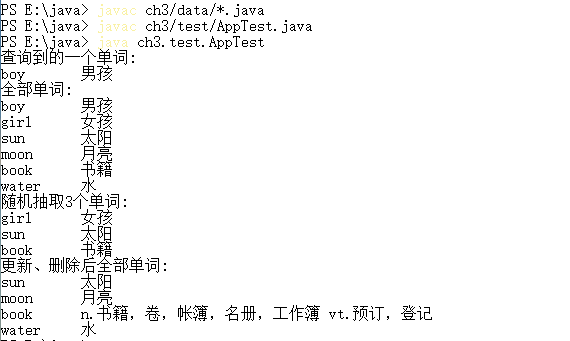 PS E:\java> javac ch3/data/*.java
PS E:\java> javac ch3/test/AppTest.java
PS E:\java> java ch3.test.AppTest
查询到的一个单词:
boy 男孩
全部单词:
boy 男孩
girl 女孩
sun 太阳
moon 月亮
book 书籍
water 水
随机抽取3个单词:
girl 女孩
sun 太阳
book 书籍
更新、删除后全部单词:
sun 太阳
moon 月亮
book n.书籍，卷，帐簿，名册，工作簿 vt.预订，登记
water 水